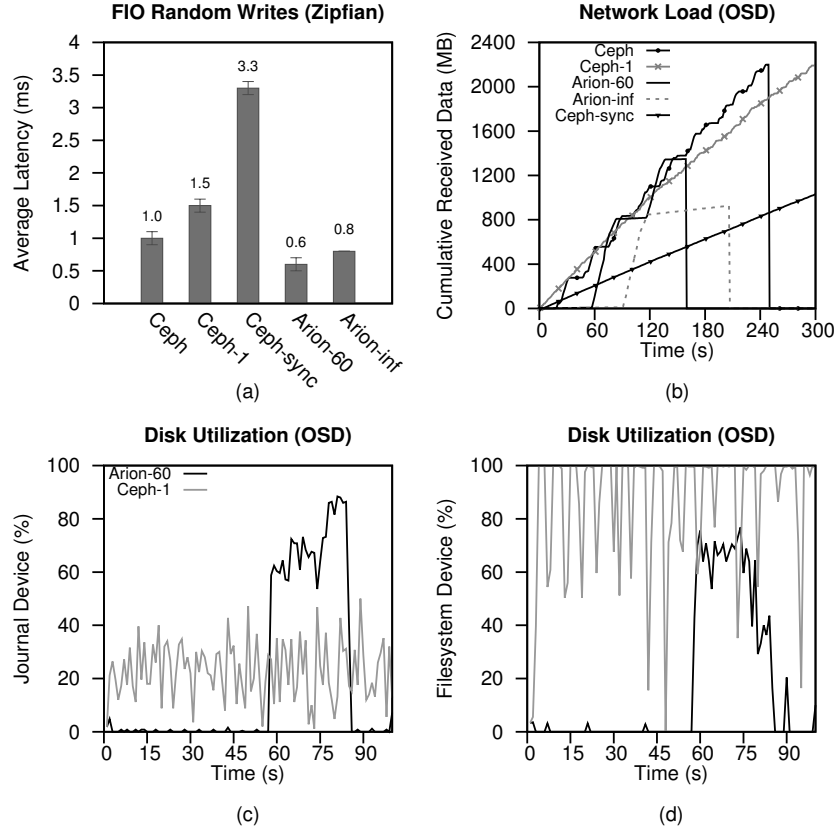 FIO Random Writes (Zipfian)
Average Latency (ms)
4
3.5
3
2.5
2
1.5
1
0.5
0
1.0
1.5
3.3
0.6
0.8
Ceph
Ceph-1
Ceph-sync
Arion-60
Arion-inf
(a)
Network Load (OSD)
Cumulative Received Data (MB)
2400
2000
1600
1200
800
400
0
Ceph
Ceph-1
Arion-60
Arion-inf
Ceph-sync
0 60 120 180 240 300
Time (s)
(b)
Disk Utilization (OSD)
Journal Device (%)
100
80
60
40
20
0
Arion-60
Ceph-1
0 15 30 45 60 75 90
Time (s)
(c)
Disk Utilization (OSD)
Filesystem Device (%)
100
80
60
40
20
0
0 15 30 45 60 75 90
Time (s)
(d)